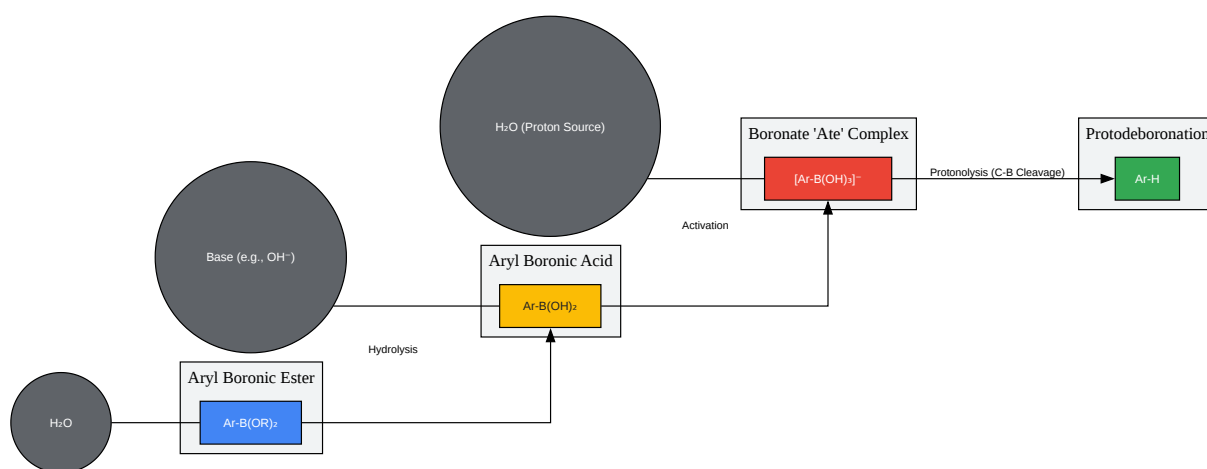 H₂O (Proton Source)
Boronate 'Ate' Complex
[Ar-B(OH)₃]⁻
Protonolysis (C-B Cleavage)
Protodeboronation
Ar-H
Activation
Base (e.g., OH⁻)
Aryl Boronic Acid
Ar-B(OH)₂
Hydrolysis
Aryl Boronic Ester
Ar-B(OR)₂
H₂O